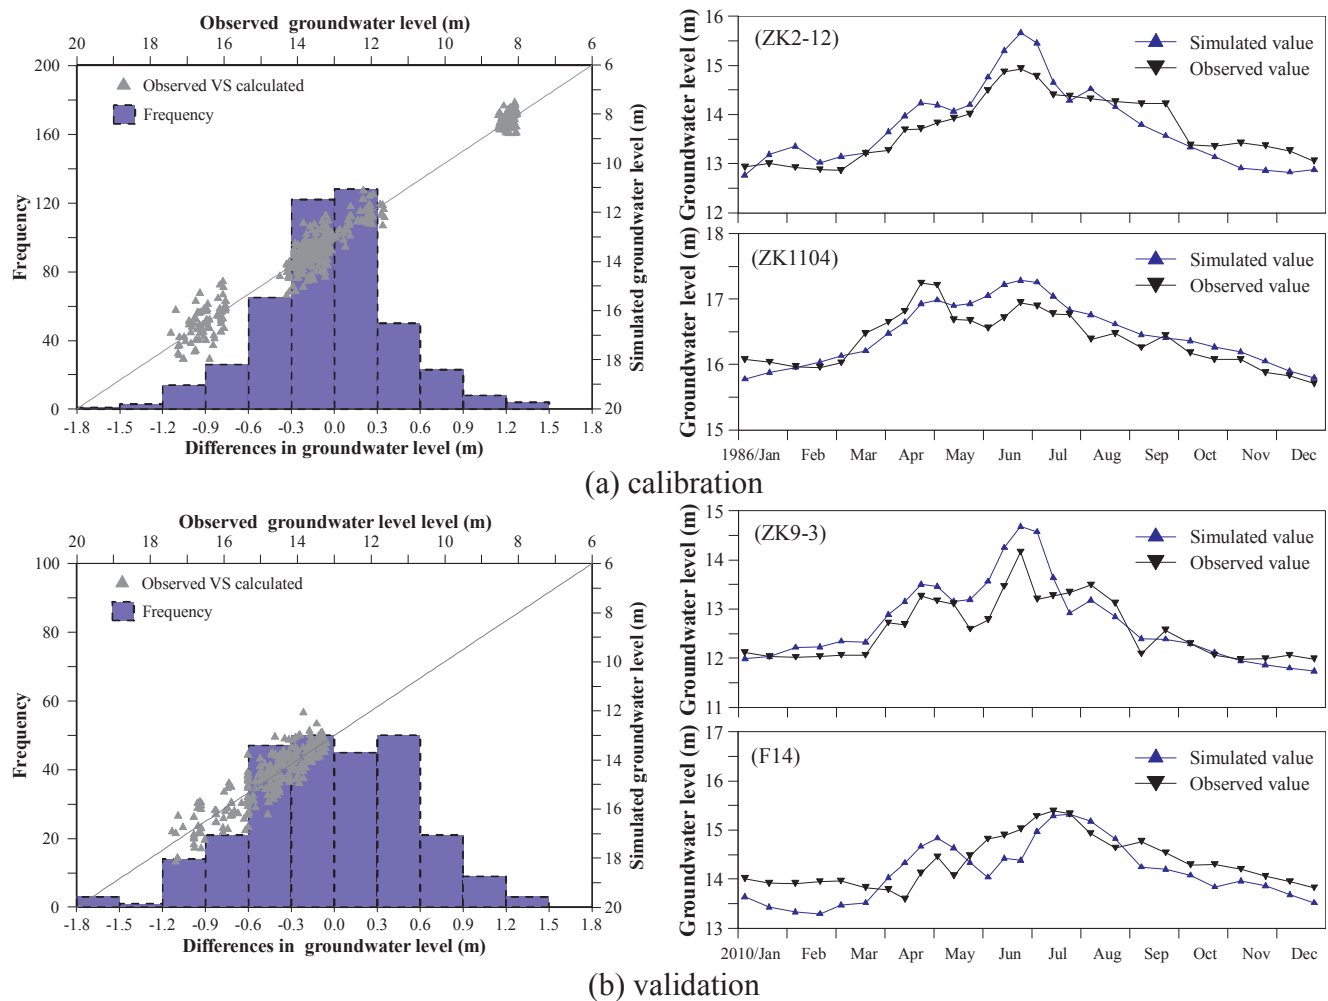 Observed groundwater level (m)
20 18 16 14 12 10 8 6
200 160 120 80 40 0
Frequency
Observed VS calculated
Frequency
6 8 10 12 14 16 18 20
Simulated groundwater level (m)
-1.8 -1.5 -1.2 -0.9 -0.6 -0.3 0.0 0.3 0.6 0.9 1.2 1.5 1.8
Differences in groundwater level (m)
Groundwater level (m)
16 15 14 13 12
(ZK2-12)
Simulated value
Observed value
Groundwater level (m)
18 17 16 15
(ZK1104)
Simulated value
Observed value
1986/Jan Feb Mar Apr May Jun Jul Aug Sep Oct Nov Dec
(a) calibration
Observed groundwater level level (m)
20 18 16 14 12 10 8 6
100 80 60 40 20 0
Frequency
Observed VS calculated
Frequency
6 8 10 12 14 16 18 20
Simulated groundwater level (m)
-1.8 -1.5 -1.2 -0.9 -0.6 -0.3 0.0 0.3 0.6 0.9 1.2 1.5 1.8
Differences in groundwater level (m)
Groundwater level (m)
15 14 13 12 11
(ZK9-3)
Simulated value
Observed value
Groundwater level (m)
17 16 15 14 13
(F14)
Simulated value
Observed value
2010/Jan Feb Mar Apr May Jun Jul Aug Sep Oct Nov Dec
(b) validation